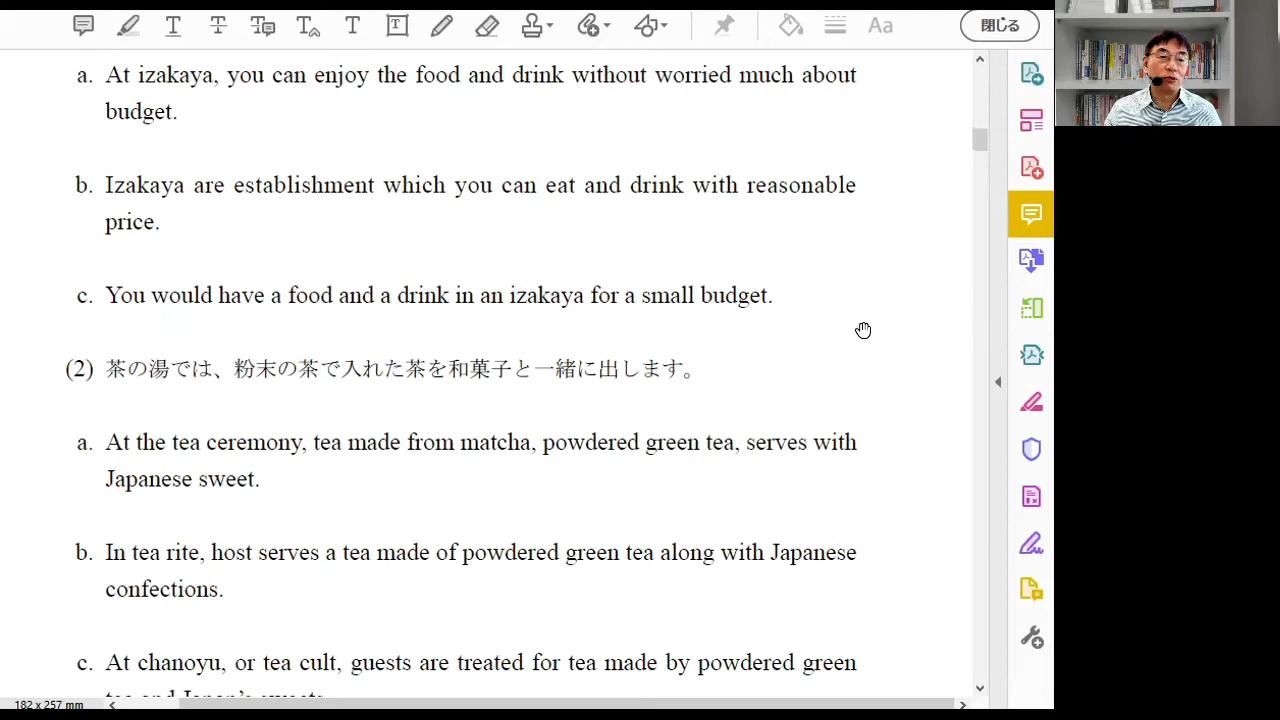 閉じる
a. At izakaya, you can enjoy the food and drink without worried much about
budget.
b. Izakaya are establishment which you can eat and drink with reasonable
price.
c. You would have a food and a drink in an izakaya for a small budget.
(2) 茶の湯では、粉末の茶で入れた茶を和菓子と一緒に出します。
a. At the tea ceremony, tea made from matcha, powdered green tea, serves with
Japanese sweet.
b. In tea rite, host serves a tea made of powdered green tea along with Japanese
confections.
c. At chanoyu, or tea cult, guests are treated for tea made by powdered green
tea and Japan's sweets.
182 x 257 mm